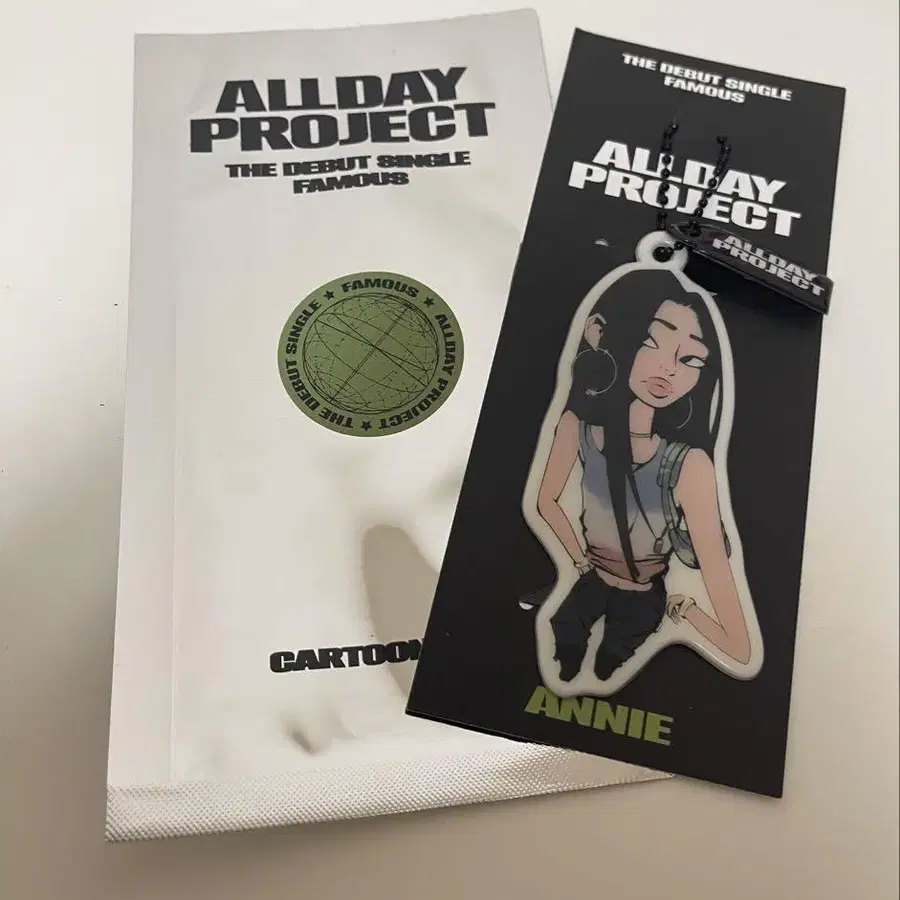 ALLDAY
PROJECT
THE DEBUT SINGLE
FAMOUS
THE DEBUT SINGLE ★ FAMOUS ★ ALLDAY PROJECT ★
CARTOON
THE DEBUT SINGLE
FAMOUS
ALLDAY
PROJECT
ALLDAY
PROJECT
ANNIE